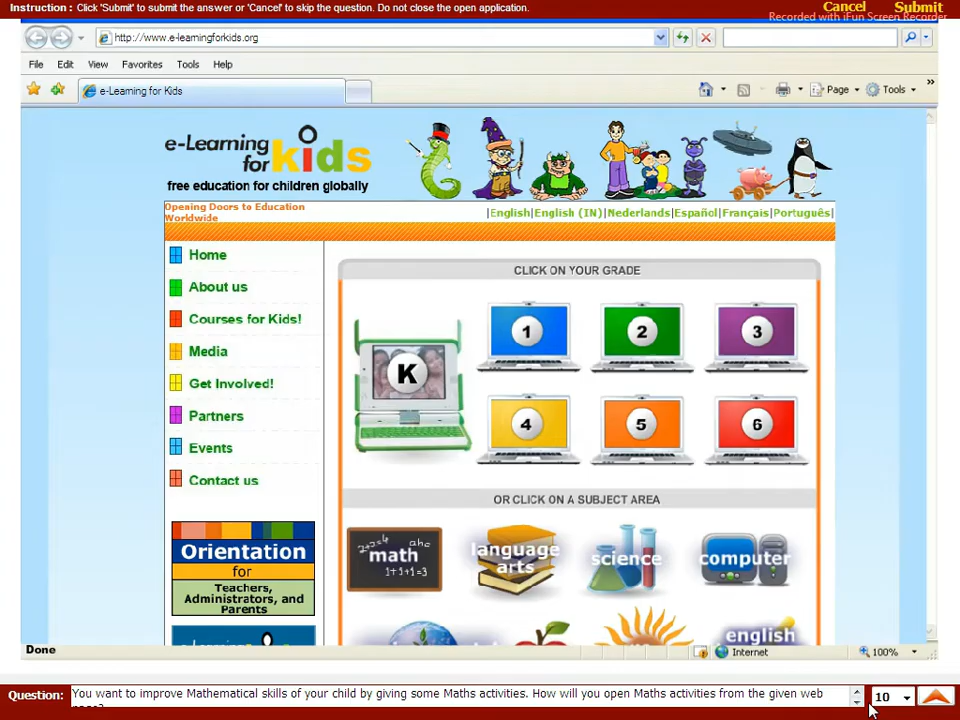 Instruction : Click 'Submit' to submit the answer or 'Cancel' to skip the question. Do not close the open application.
Cancel
Submit
Recorded with iFun Screen Recorder
http://www.e-learningforkids.org
File Edit View Favorites Tools Help
e-Learning for Kids
Page
Tools
e-Learning
for kids
free education for children globally
Opening Doors to Education
Worldwide
|English|English (IN)|Nederlands|Español|Français|Português|
Home
About us
Courses for Kids!
Media
Get Involved!
Partners
Events
Contact us
CLICK ON YOUR GRADE
K
1
2
3
4
5
6
OR CLICK ON A SUBJECT AREA
2+2=4 abc
math
1+1+1=3
language
arts
science
computer
english
Orientation
for
Teachers,
Administrators, and
Parents
Done
Internet
100%
Question:
You want to improve Mathematical skills of your child by giving some Maths activities. How will you open Maths activities from the given web
10